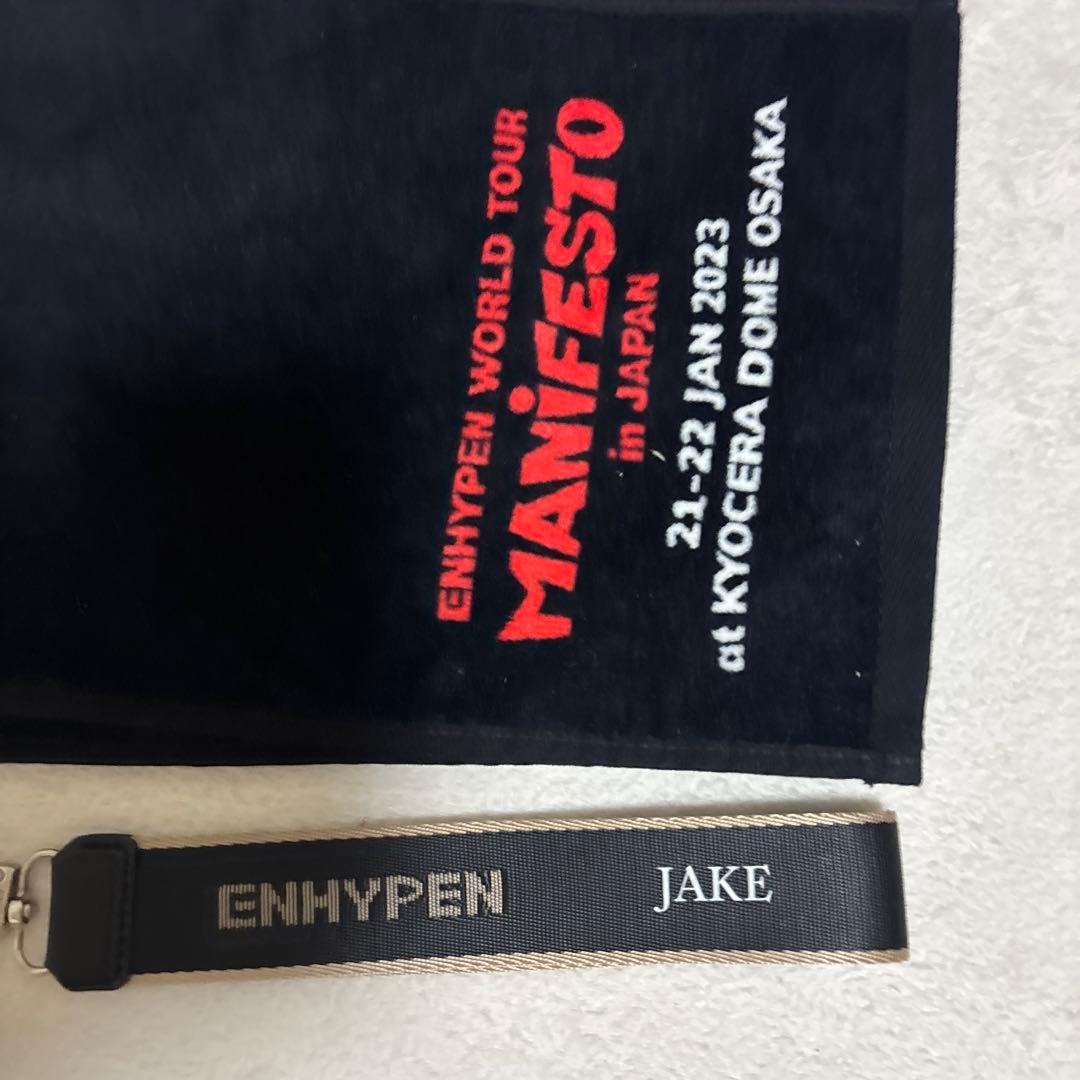 ENHYPEN WORLD TOUR
MANiFESTO
in JAPAN
21-22 JAN 2023
at KYOCERA DOME OSAKA
ENHYPEN
JAKE